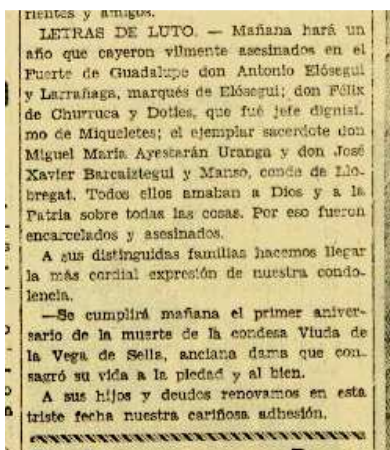 rientes y amigos.
LETRAS DE LUTO. — Mañana hará un
año que cayeron vilmente asesinados en el
Fuerte de Guadalupe don Antonio Elósegui
y Larrañaga, marqués de Elósegui; don Félix
de Churruca y Dotres, que fué jefe dignísi-
mo de Miqueletes; el ejemplar sacerdote don
Miguel María Ayestarán Uranga y don José
Xavier Barcaiztegui y Manso, conde de Llo-
bregat. Todos ellos amaban a Dios y a la
Patria sobre todas las cosas. Por eso fueron
encarcelados y asesinados.
A sus distinguidas familias hacemos llegar
la más cordial expresión de nuestra condo-
lencia.
—Se cumplirá mañana el primer aniver-
sario de la muerte de la condesa Viuda de
la Vega de Sella, anciana dama que con-
sagró su vida a la piedad y al bien.
A sus hijos y deudos renovamos en esta
triste fecha nuestra cariñosa adhesión.